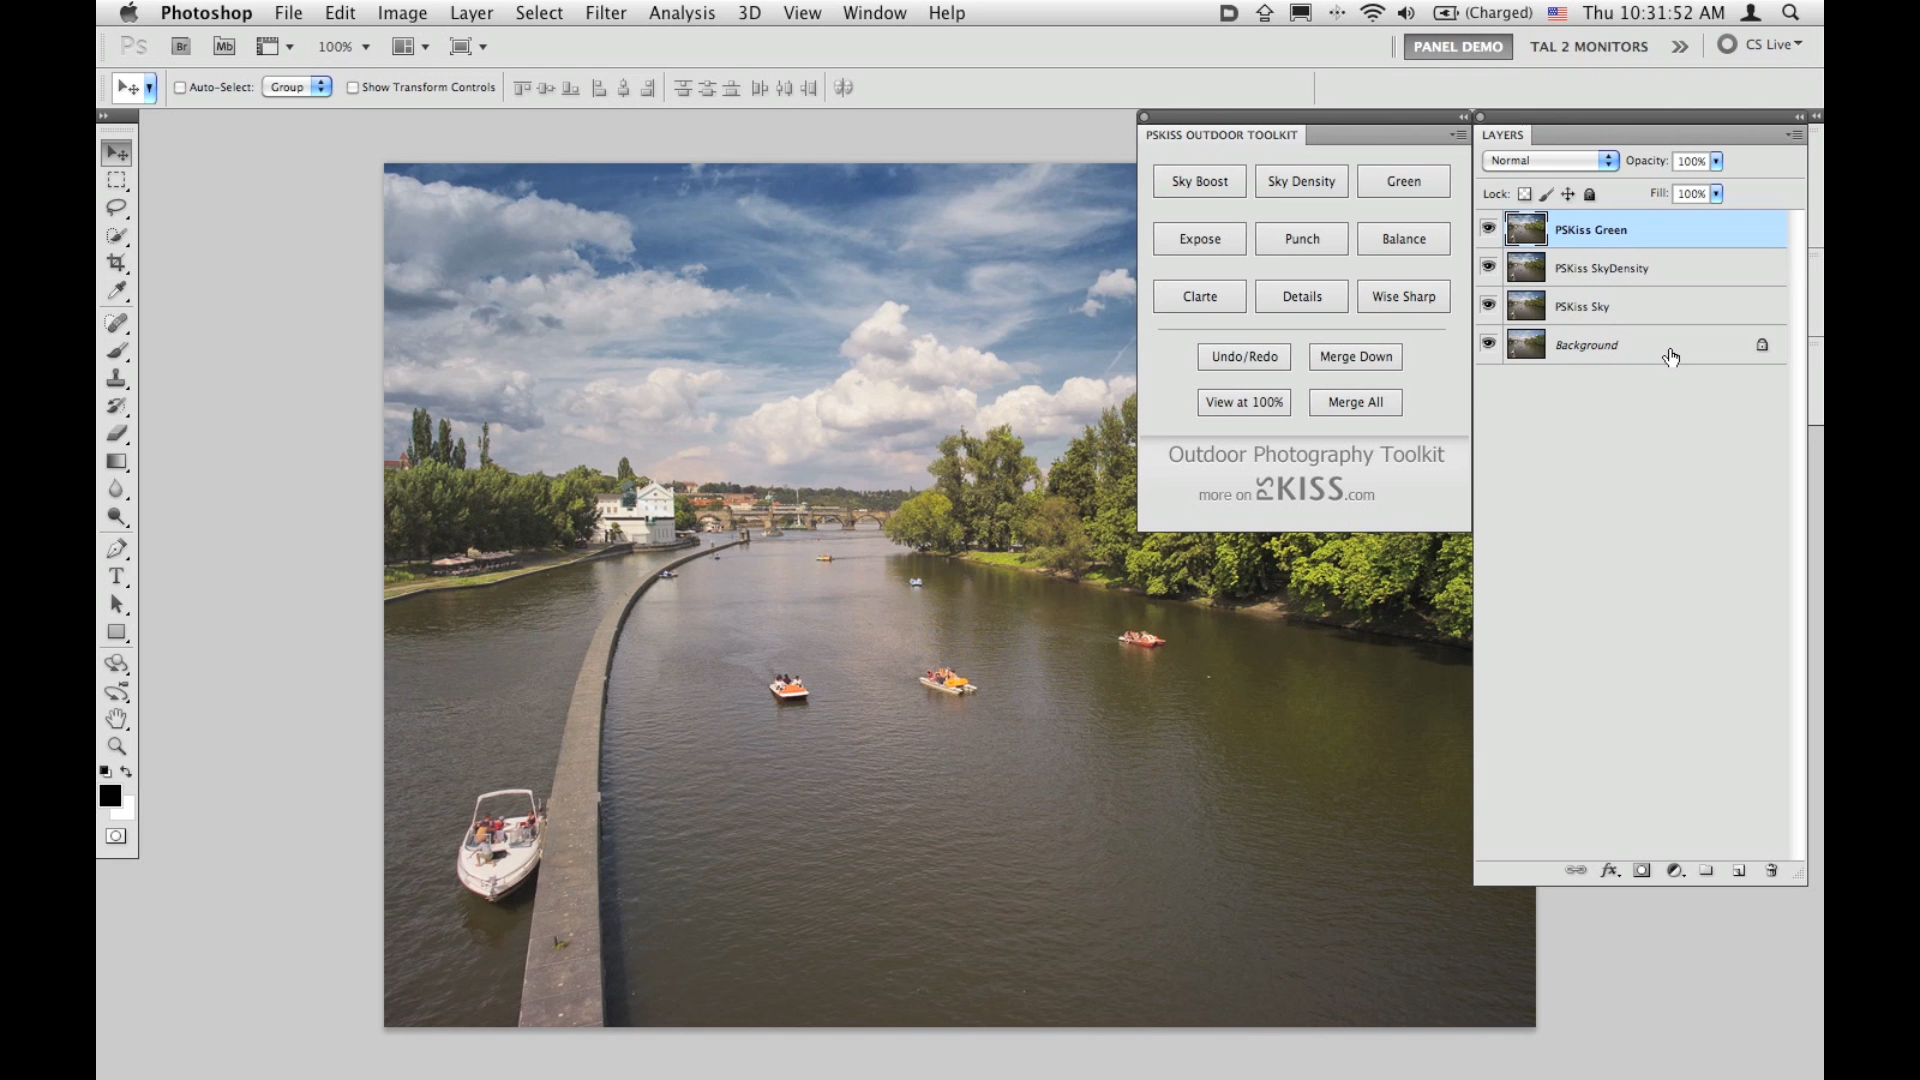 Photoshop File Edit Image Layer Select Filter Analysis 3D View Window Help (Charged) Thu 10:31:52 AM
Ps Br Mb 100% PANEL DEMO TAL 2 MONITORS CS Live
Auto-Select: Group Show Transform Controls
PSKISS OUTDOOR TOOLKIT
Sky Boost Sky Density Green
Expose Punch Balance
Clarte Details Wise Sharp
Undo/Redo Merge Down
View at 100% Merge All
Outdoor Photography Toolkit
more on PSKISS.com
LAYERS
Normal Opacity: 100%
Lock: Fill: 100%
PSKiss Green
PSKiss SkyDensity
PSKiss Sky
Background
T
fx